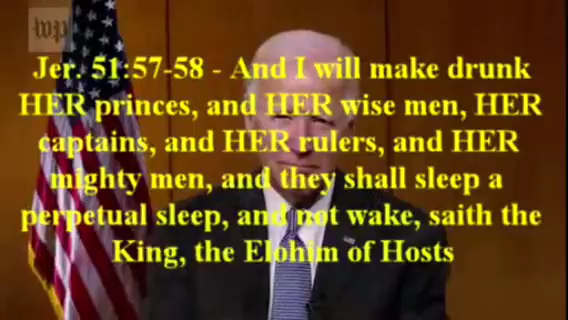 wp
Jer. 51:57-58 - And I will make drunk
HER princes, and HER wise men, HER
captains, and HER rulers, and HER
mighty men, and they shall sleep a
perpetual sleep, and not wake, saith the
King, the Elohim of Hosts